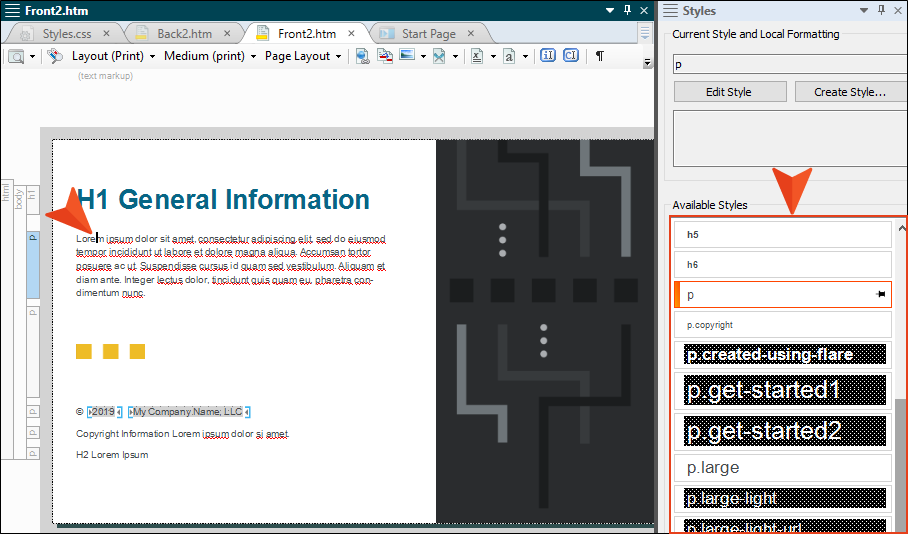 Front2.htm
Styles
Styles.css
Back2.htm
Front2.htm
Start Page
Layout (Print)
Medium (print)
Page Layout
(text markup)
html
body
h1
p
p
p
p
p
H1 General Information
Lorem ipsum dolor sit amet, consectetur adipiscing elit, sed do eiusmod
tempor incididunt ut labore et dolore magna aliqua. Accumsan tortor
posuere ac ut. Suspendisse cursus id quam sed vestibulum. Aliquam et
diam ante. Integer lectus dolor, tincidunt quis quam eu, pharetra con-
dimentum nunc.
© 2019 My Company Name, LLC
Copyright Information Lorem ipsum dolor si amet.
H2 Lorem Ipsum
Current Style and Local Formatting
p
Edit Style
Create Style...
Available Styles
h5
h6
p
p.copyright
p.created-using-flare
p.get-started1
p.get-started2
p.large
p.large-light
p.large-light-url